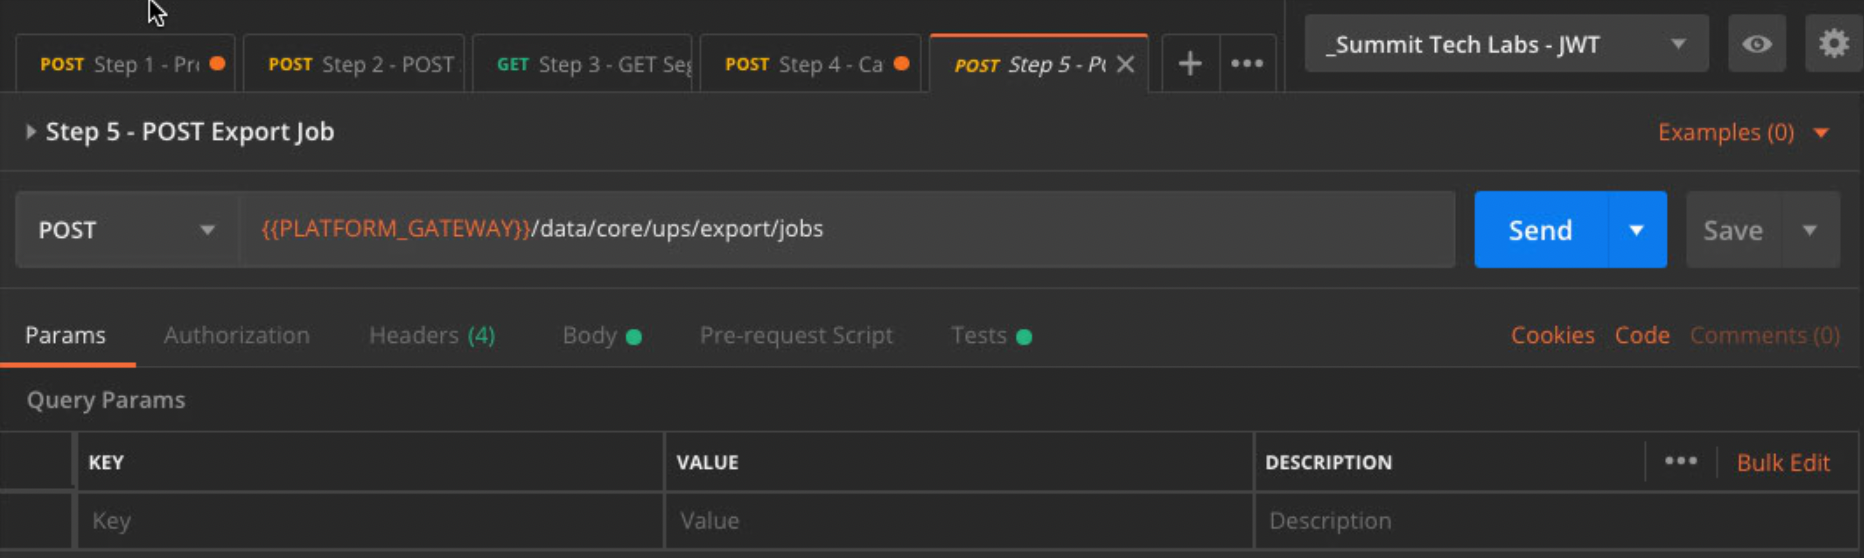 POST Step 1 - Pre POST Step 2 - POST GET Step 3 - GET Seg POST Step 4 - Ca POST Step 5 - PO _Summit Tech Labs - JWT
Step 5 - POST Export Job Examples (0)
POST {{PLATFORM_GATEWAY}}/data/core/ups/export/jobs Send Save
Params Authorization Headers (4) Body Pre-request Script Tests Cookies Code Comments (0)
Query Params
KEY VALUE DESCRIPTION Bulk Edit
Key Value Description